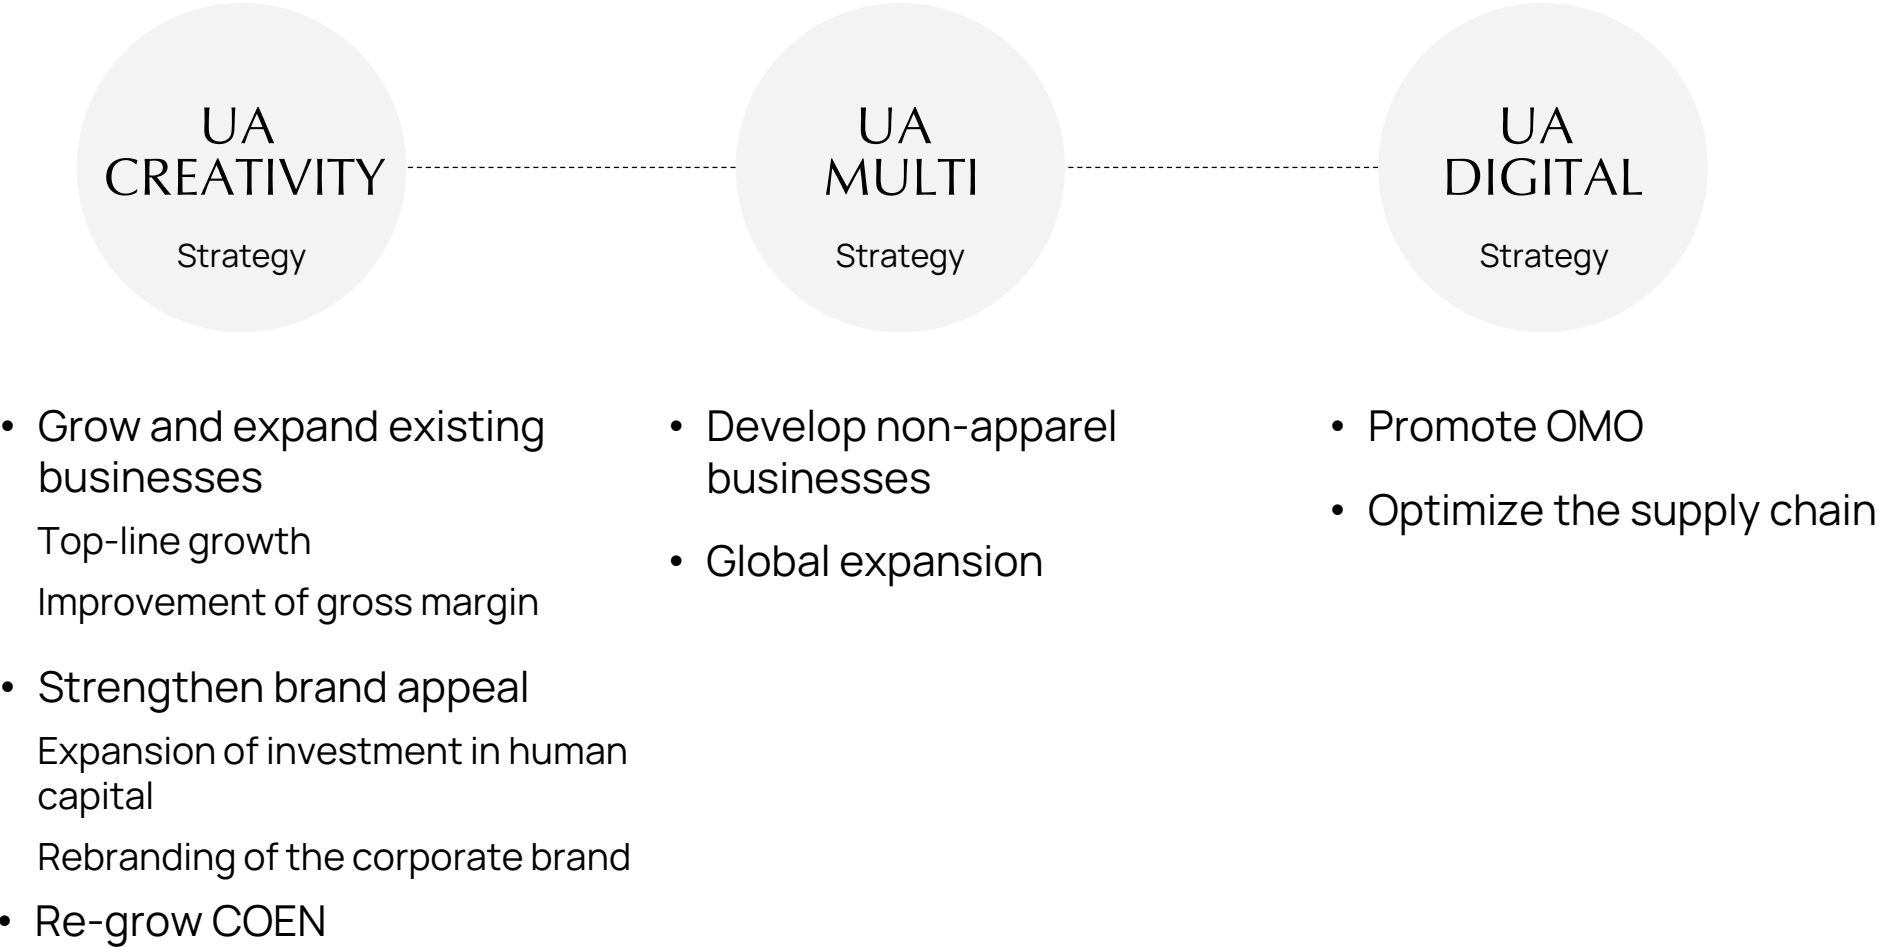 UA
CREATIVITY
Strategy
UA
MULTI
Strategy
UA
DIGITAL
Strategy
• Grow and expand existing
businesses
Top-line growth
Improvement of gross margin
• Strengthen brand appeal
Expansion of investment in human
capital
Rebranding of the corporate brand
• Re-grow COEN
• Develop non-apparel
businesses
• Global expansion
• Promote OMO
• Optimize the supply chain